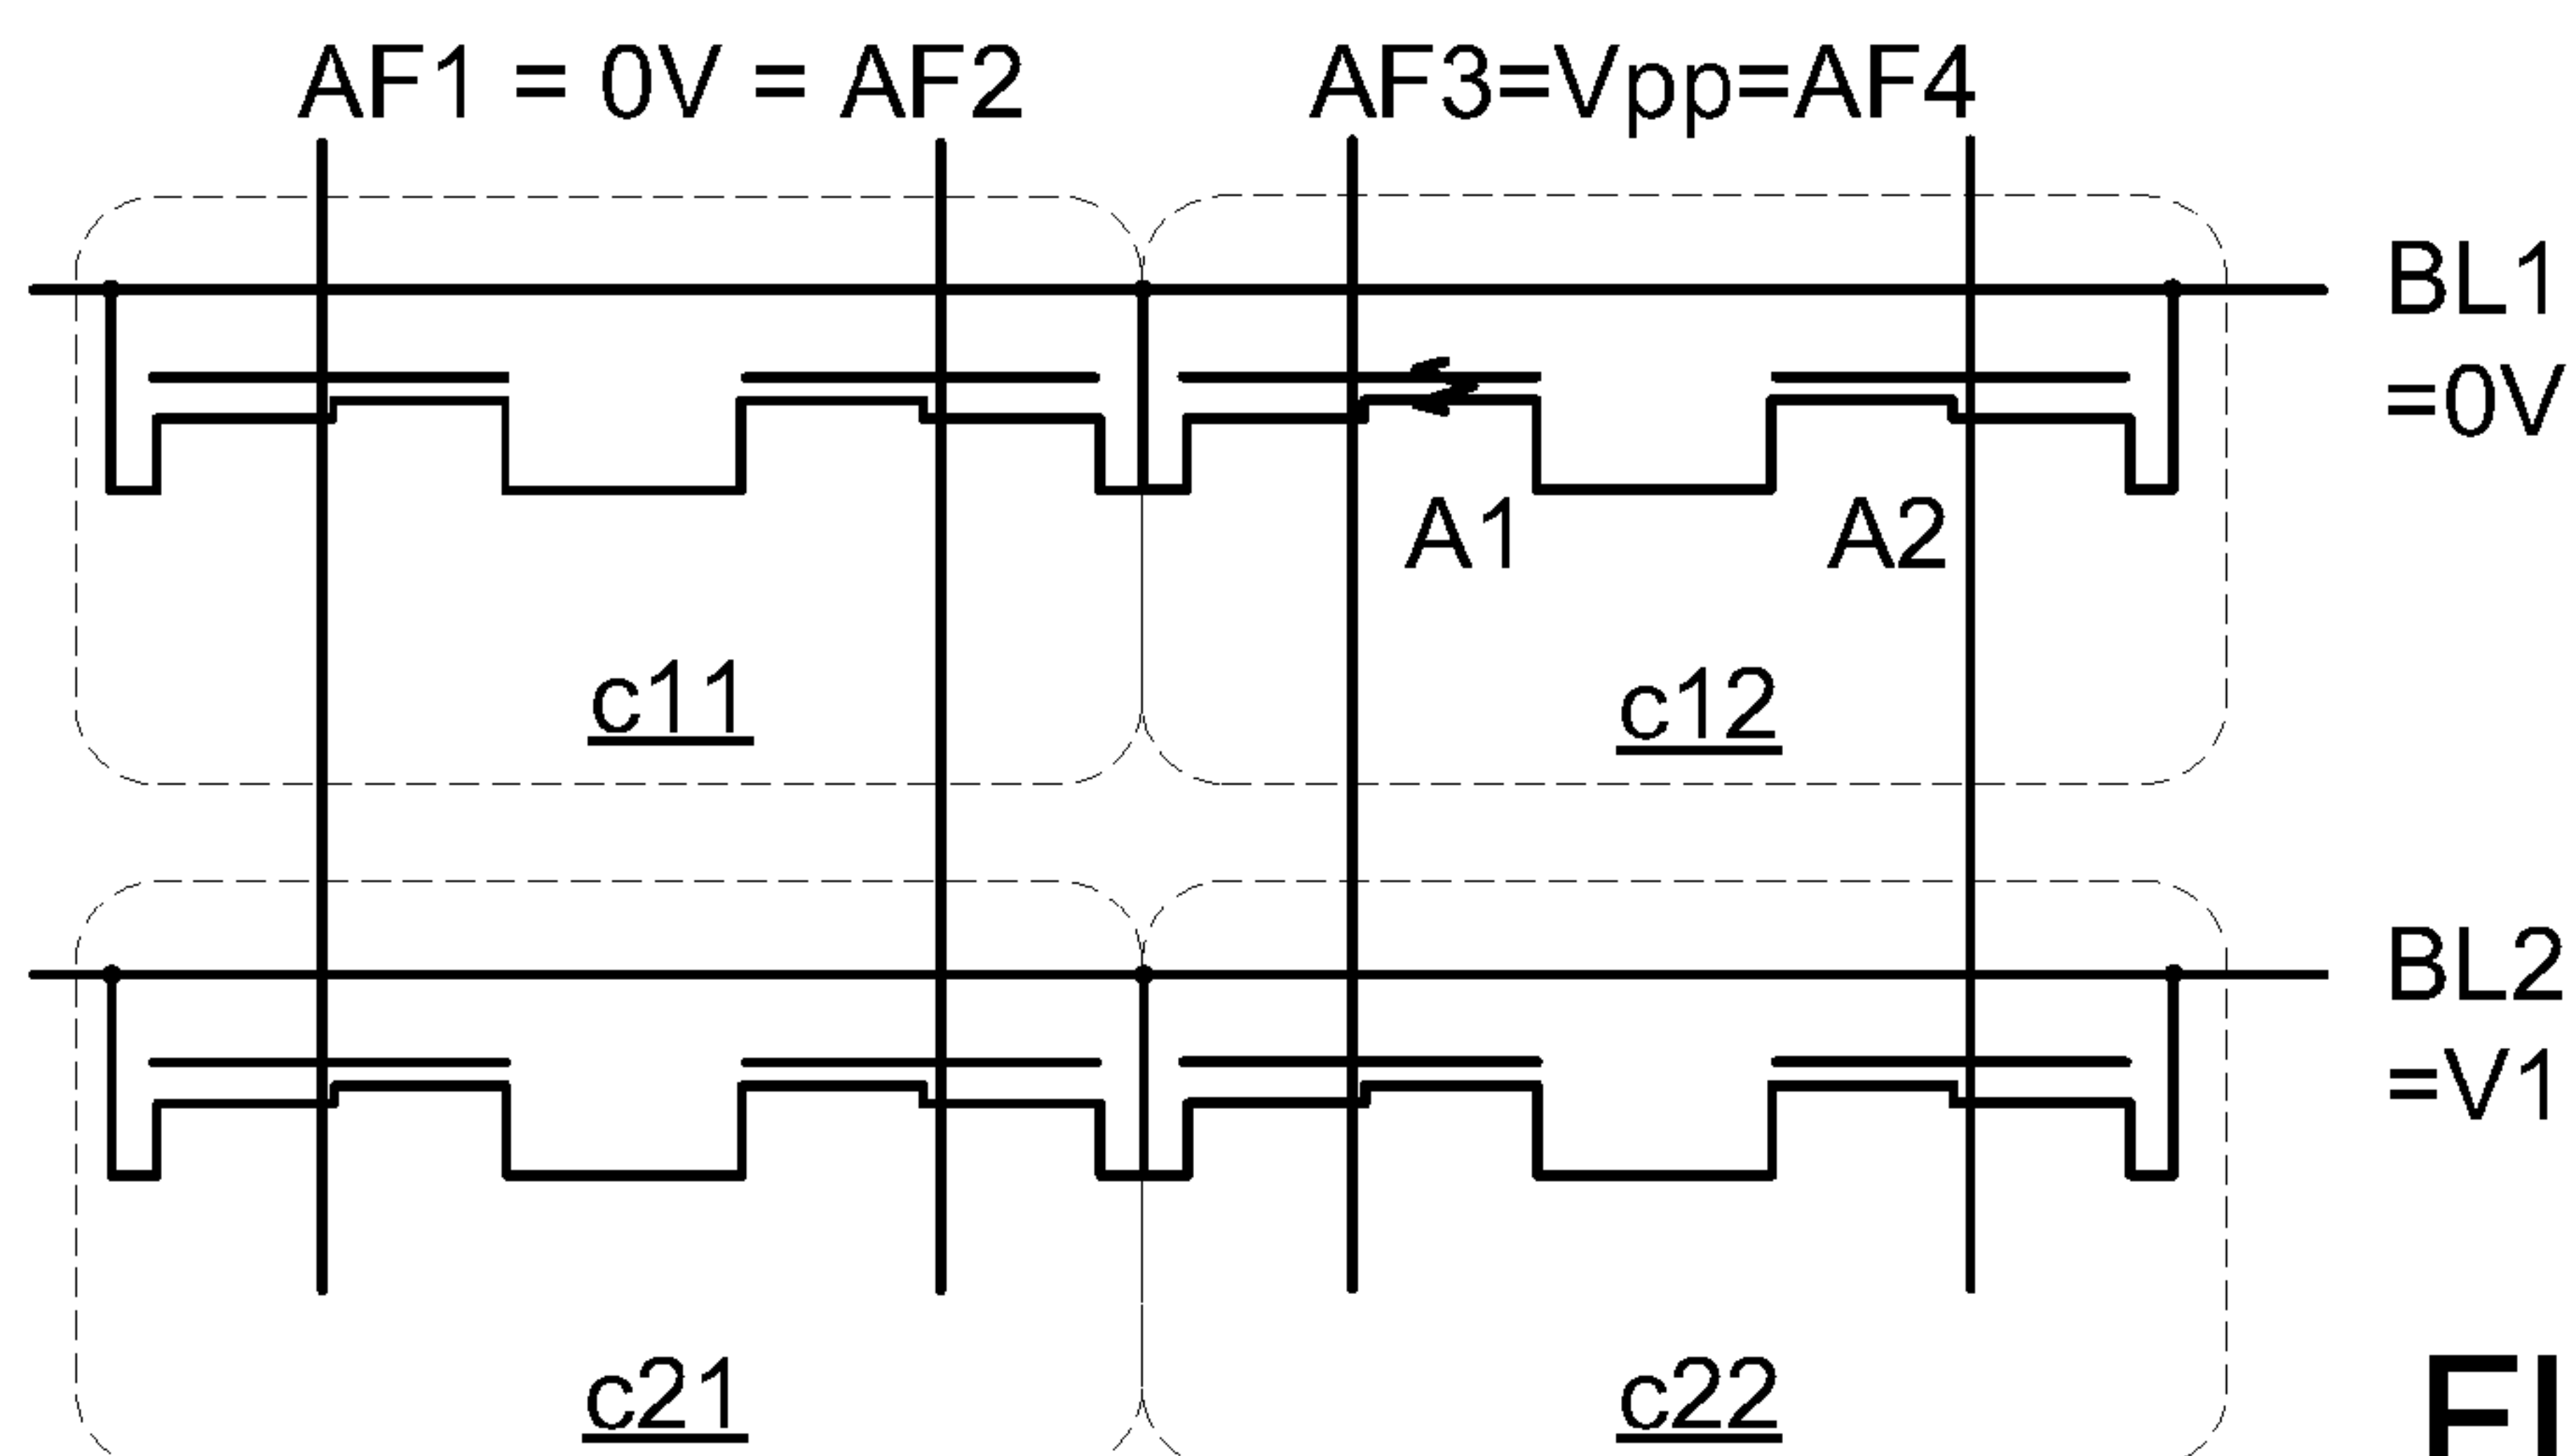 AF1 = 0V = AF2
AF3=Vpp=AF4
BL1
=0V
A1
A2
c11
c12
BL2
=V1
c21
c22